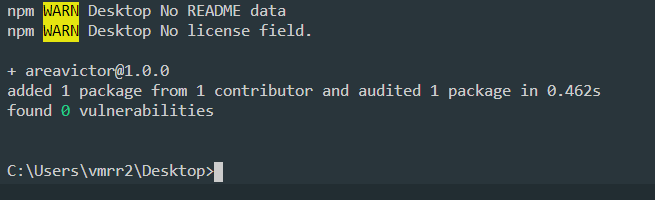 npm WARN Desktop No README data
npm WARN Desktop No license field.
+ areavictor@1.0.0
added 1 package from 1 contributor and audited 1 package in 0.462s
found 0 vulnerabilities
C:\Users\vmrr2\Desktop>